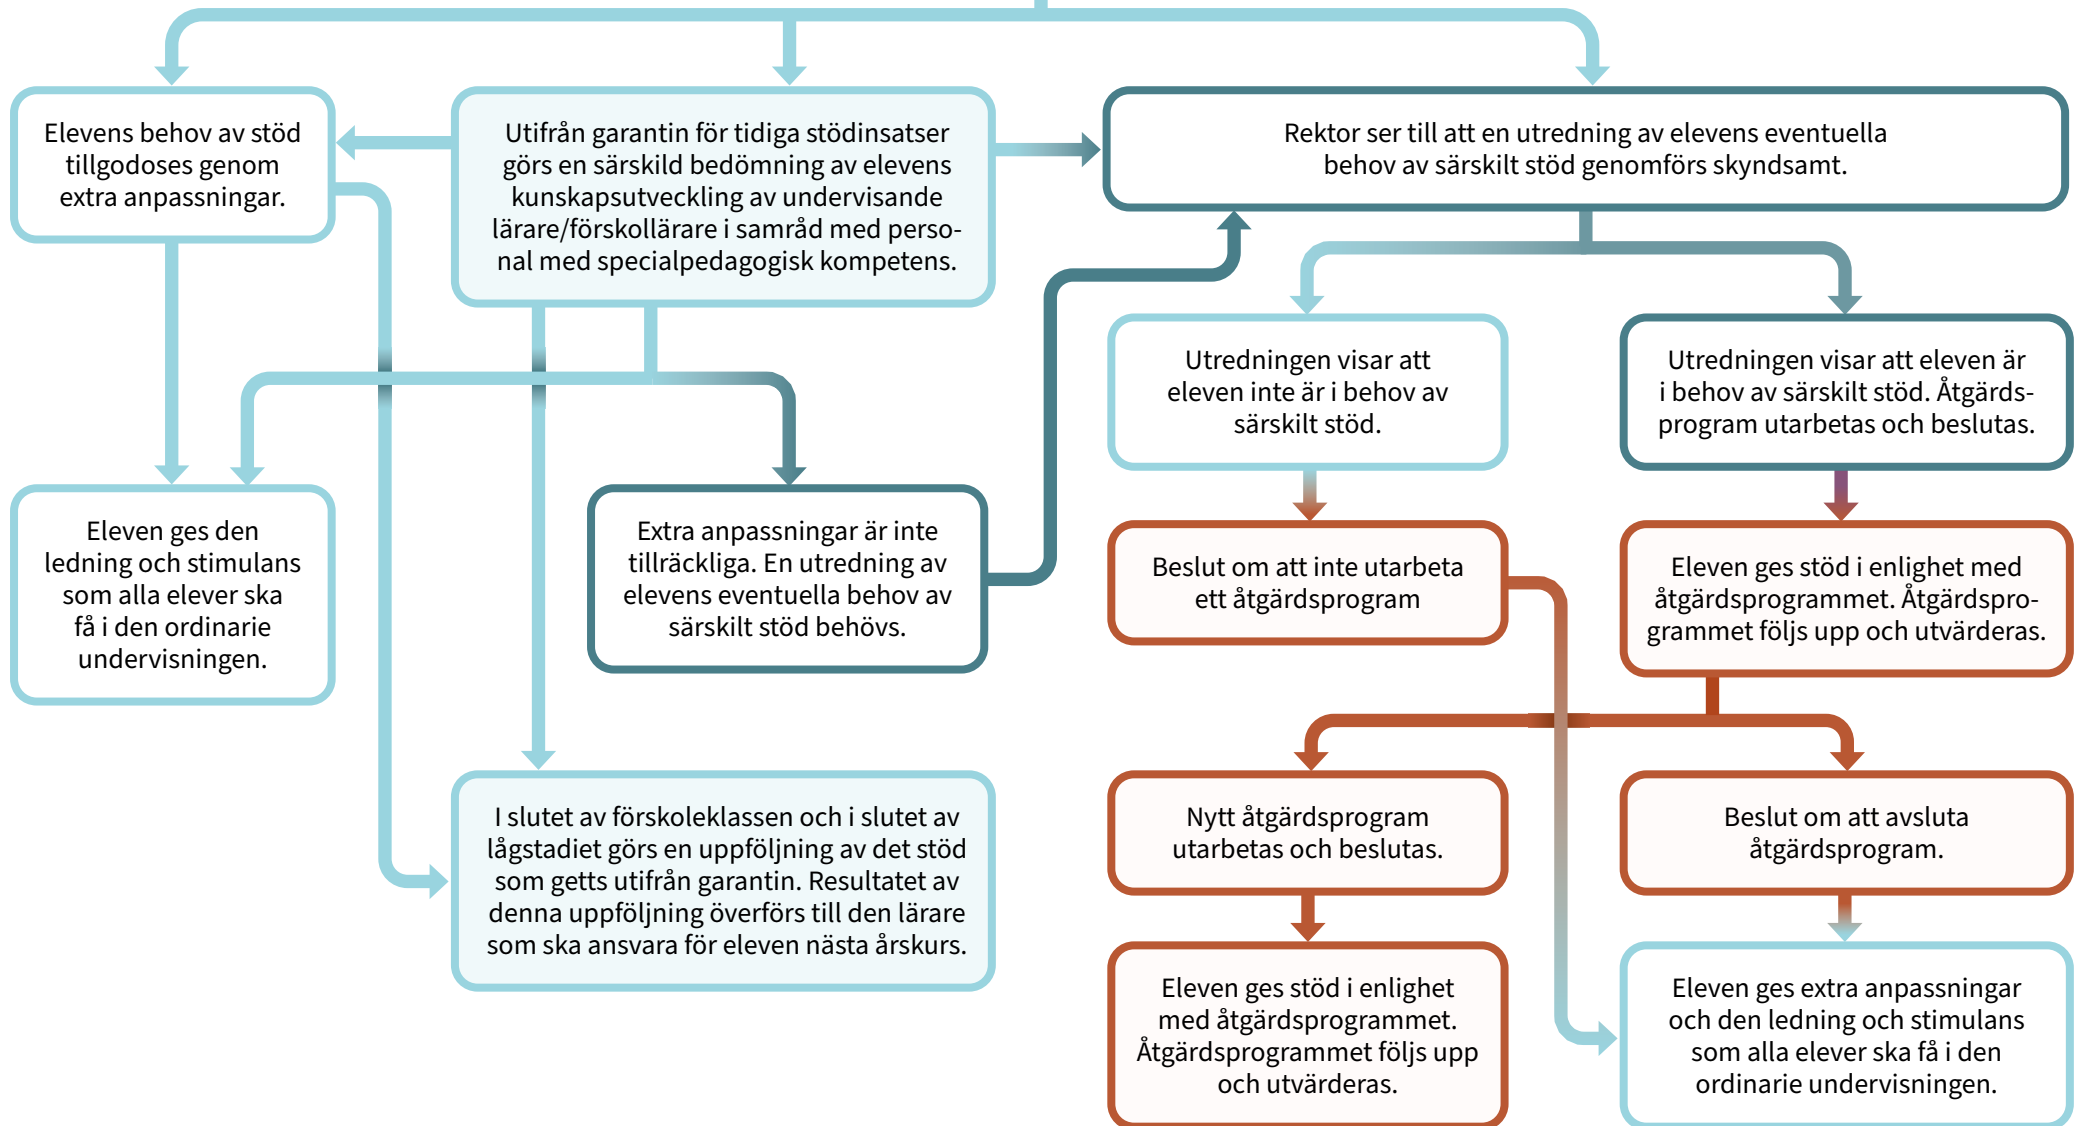 Elevens behov av stöd
tillgodoses genom
extra anpassningar.
Utifrån garantin för tidiga stödinsatser
görs en särskild bedömning av elevens
kunskapsutveckling av undervisande
lärare/förskollärare i samråd med perso-
nal med specialpedagogisk kompetens.
Rektor ser till att en utredning av elevens eventuella
behov av särskilt stöd genomförs skyndsamt.
Utredningen visar att
eleven inte är i behov av
särskilt stöd.
Utredningen visar att eleven är
i behov av särskilt stöd. Åtgärds-
program utarbetas och beslutas.
Eleven ges den
ledning och stimulans
som alla elever ska
få i den ordinarie
undervisningen.
Extra anpassningar är inte
tillräckliga. En utredning av
elevens eventuella behov av
särskilt stöd behövs.
Beslut om att inte utarbeta
ett åtgärdsprogram
Eleven ges stöd i enlighet med
åtgärdsprogrammet. Åtgärdspro-
grammet följs upp och utvärderas.
I slutet av förskoleklassen och i slutet av
lågstadiet görs en uppföljning av det stöd
som getts utifrån garantin. Resultatet av
denna uppföljning överförs till den lärare
som ska ansvara för eleven nästa årskurs.
Nytt åtgärdsprogram
utarbetas och beslutas.
Beslut om att avsluta
åtgärdsprogram.
Eleven ges stöd i enlighet
med åtgärdsprogrammet.
Åtgärdsprogrammet följs upp
och utvärderas.
Eleven ges extra anpassningar
och den ledning och stimulans
som alla elever ska få i den
ordinarie undervisningen.